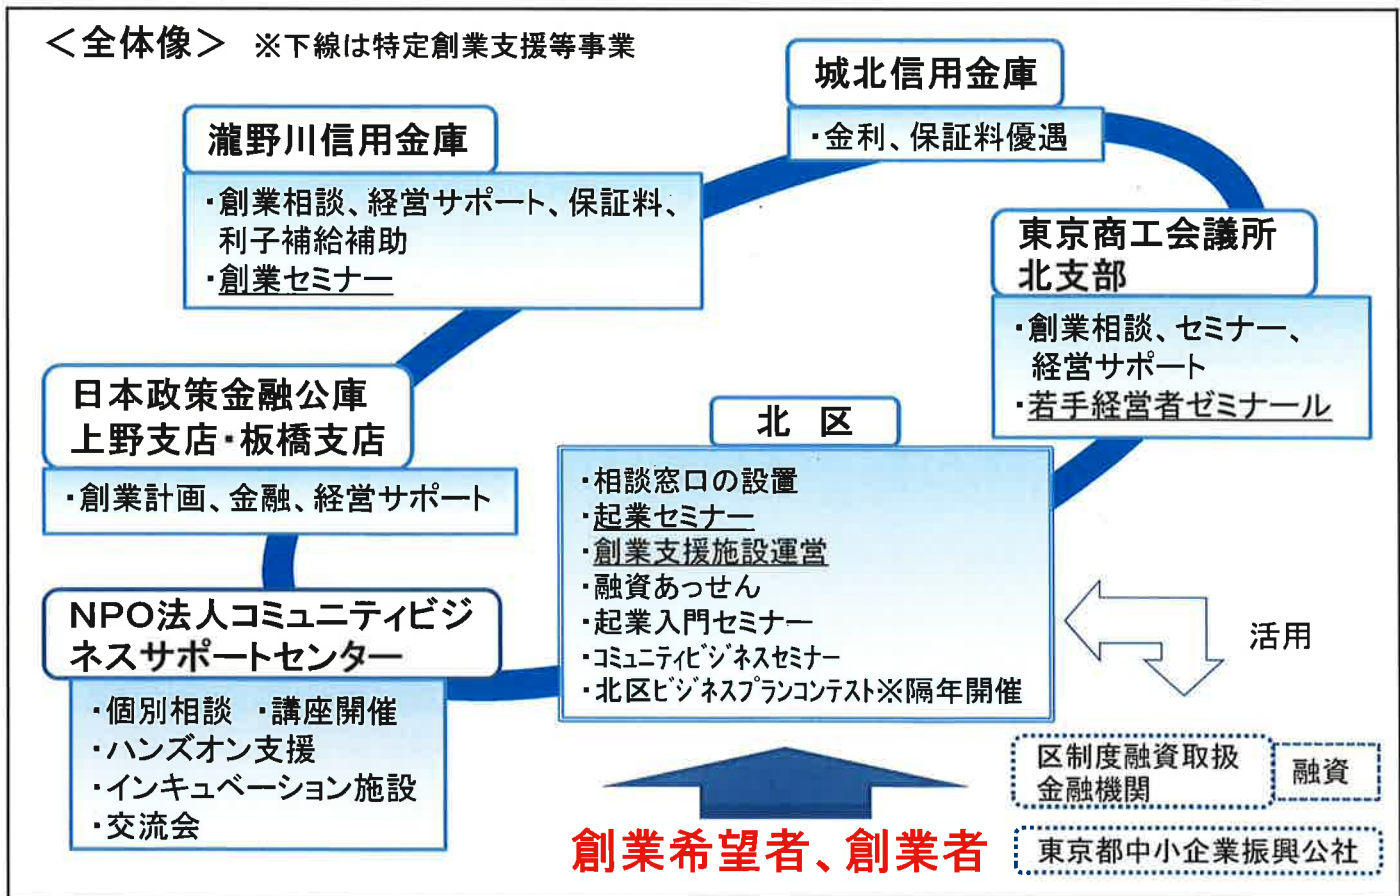 ＜全体像＞ ※下線は特定創業支援等事業
城北信用金庫
・金利、保証料優遇
瀧野川信用金庫
・創業相談、経営サポート、保証料、
利子補給補助
・創業セミナー
東京商工会議所
北支部
・創業相談、セミナー、
経営サポート
・若手経営者ゼミナール
日本政策金融公庫
上野支店・板橋支店
・創業計画、金融、経営サポート
北 区
・相談窓口の設置
・起業セミナー
・創業支援施設運営
・融資あっせん
・起業入門セミナー
・コミュニティビジネスセミナー
・北区ビジネスプランコンテスト※隔年開催
NPO法人コミュニティビジ
ネスサポートセンター
・個別相談 ・講座開催
・ハンズオン支援
・インキュベーション施設
・交流会
活用
区制度融資取扱
金融機関
融資
東京都中小企業振興公社
創業希望者、創業者